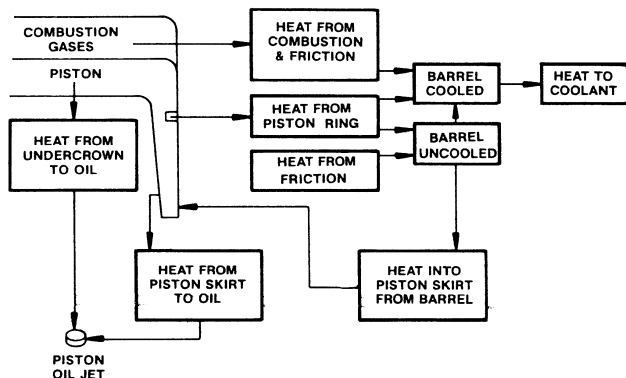 COMBUSTION
GASES
PISTON
HEAT FROM
UNDERCROWN
TO OIL
PISTON
OIL JET
HEAT FROM
PISTON SKIRT
TO OIL
HEAT FROM
COMBUSTION
& FRICTION
HEAT FROM
PISTON RING
HEAT FROM
FRICTION
BARREL
COOLED
BARREL
UNCOOLED
HEAT TO
COOLANT
HEAT INTO
PISTON SKIRT
FROM BARREL